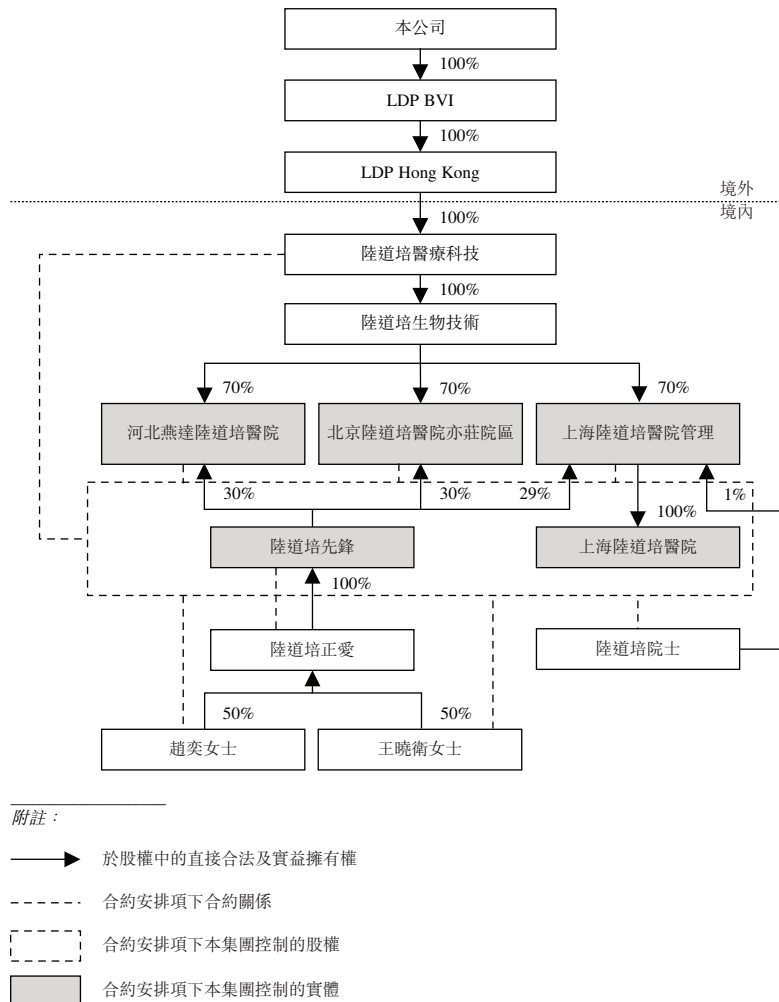 本公司
100%
LDP BVI
100%
LDP Hong Kong
境外
境內
100%
陸道培醫療科技
100%
陸道培生物技術
70%
70%
70%
河北燕達陸道培醫院
北京陸道培醫院亦莊院區
上海陸道培醫院管理
30%
30%
29%
1%
100%
陸道培先鋒
上海陸道培醫院
100%
陸道培正愛
陸道培院士
50%
50%
趙奕女士
王曉衛女士
附註：
於股權中的直接合法及實益擁有權
合約安排項下合約關係
合約安排項下本集團控制的股權
合約安排項下本集團控制的實體